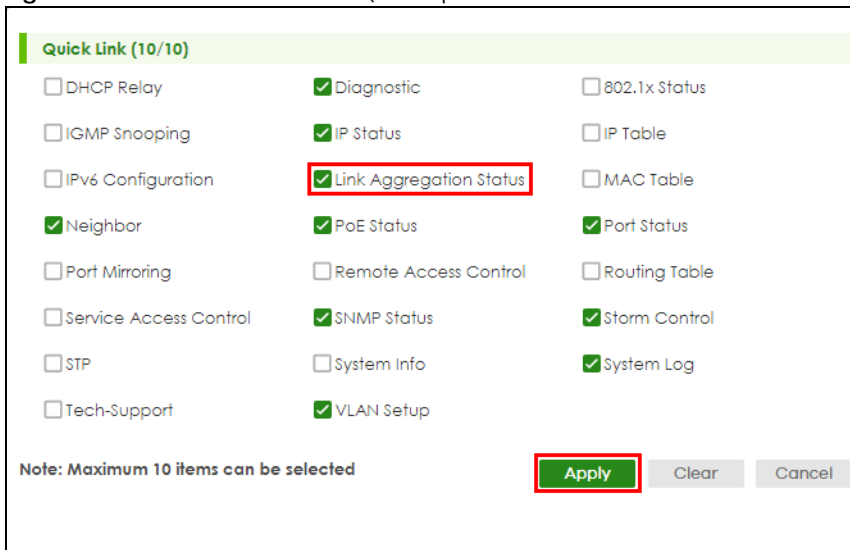 Quick Link (10/10)
DHCP Relay Diagnostic 802.1x Status
IGMP Snooping IP Status IP Table
IPv6 Configuration Link Aggregation Status MAC Table
Neighbor PoE Status Port Status
Port Mirroring Remote Access Control Routing Table
Service Access Control SNMP Status Storm Control
STP System Info System Log
Tech-Support VLAN Setup
Note: Maximum 10 items can be selected Apply Clear Cancel